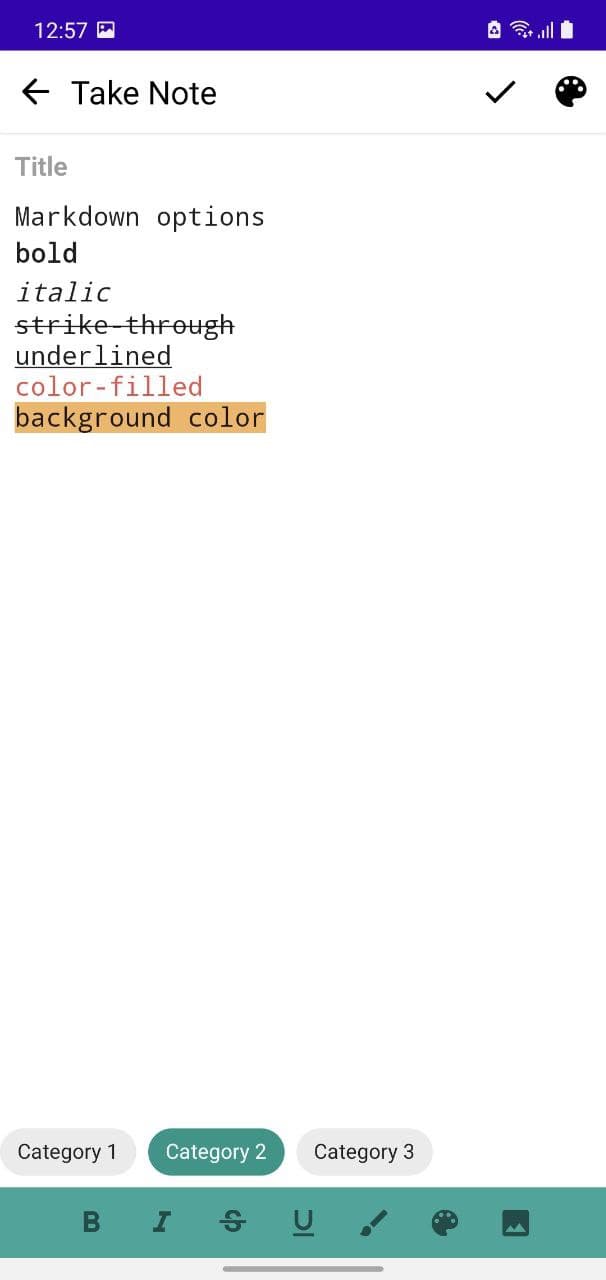 12:57
Take Note
Title
Markdown options
bold
italic
strike-through
underlined
color-filled
background color
Category 1 Category 2 Category 3
B I S U